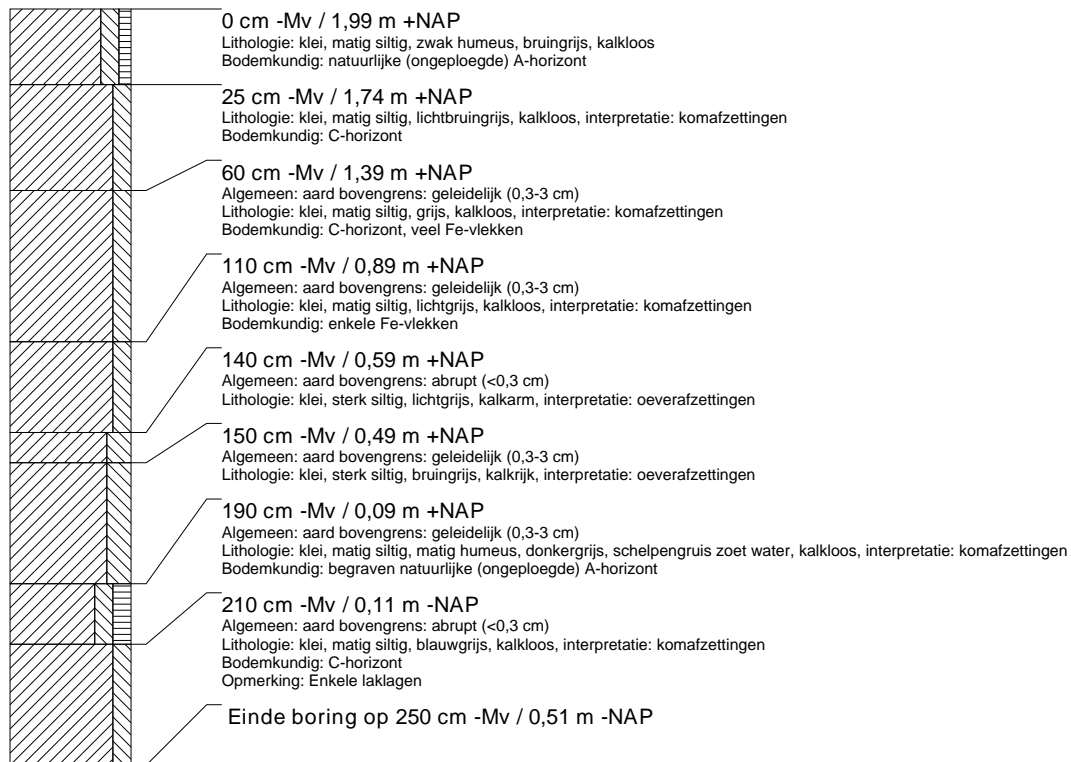 0 cm -Mv / 1,99 m +NAP
Lithologie: klei, matig siltig, zwak humeus, bruingrijs, kalkloos
Bodemkundig: natuurlijke (ongeploegde) A-horizont
25 cm -Mv / 1,74 m +NAP
Lithologie: klei, matig siltig, lichtbruingrijs, kalkloos, interpretatie: komafzettingen
Bodemkundig: C-horizont
60 cm -Mv / 1,39 m +NAP
Algemeen: aard bovengrens: geleidelijk (0,3-3 cm)
Lithologie: klei, matig siltig, grijs, kalkloos, interpretatie: komafzettingen
Bodemkundig: C-horizont, veel Fe-vlekken
110 cm -Mv / 0,89 m +NAP
Algemeen: aard bovengrens: geleidelijk (0,3-3 cm)
Lithologie: klei, matig siltig, lichtgrijs, kalkloos, interpretatie: komafzettingen
Bodemkundig: enkele Fe-vlekken
140 cm -Mv / 0,59 m +NAP
Algemeen: aard bovengrens: abrupt (<0,3 cm)
Lithologie: klei, sterk siltig, lichtgrijs, kalkarm, interpretatie: oeverafzettingen
150 cm -Mv / 0,49 m +NAP
Algemeen: aard bovengrens: geleidelijk (0,3-3 cm)
Lithologie: klei, sterk siltig, bruingrijs, kalkrijk, interpretatie: oeverafzettingen
190 cm -Mv / 0,09 m +NAP
Algemeen: aard bovengrens: geleidelijk (0,3-3 cm)
Lithologie: klei, matig siltig, matig humeus, donkergrijs, schelpengruis zoet water, kalkloos, interpretatie: komafzettingen
Bodemkundig: begraven natuurlijke (ongeploegde) A-horizont
210 cm -Mv / 0,11 m -NAP
Algemeen: aard bovengrens: abrupt (<0,3 cm)
Lithologie: klei, matig siltig, blauwgrijs, kalkloos, interpretatie: komafzettingen
Bodemkundig: C-horizont
Opmerking: Enkele laklagen
Einde boring op 250 cm -Mv / 0,51 m -NAP